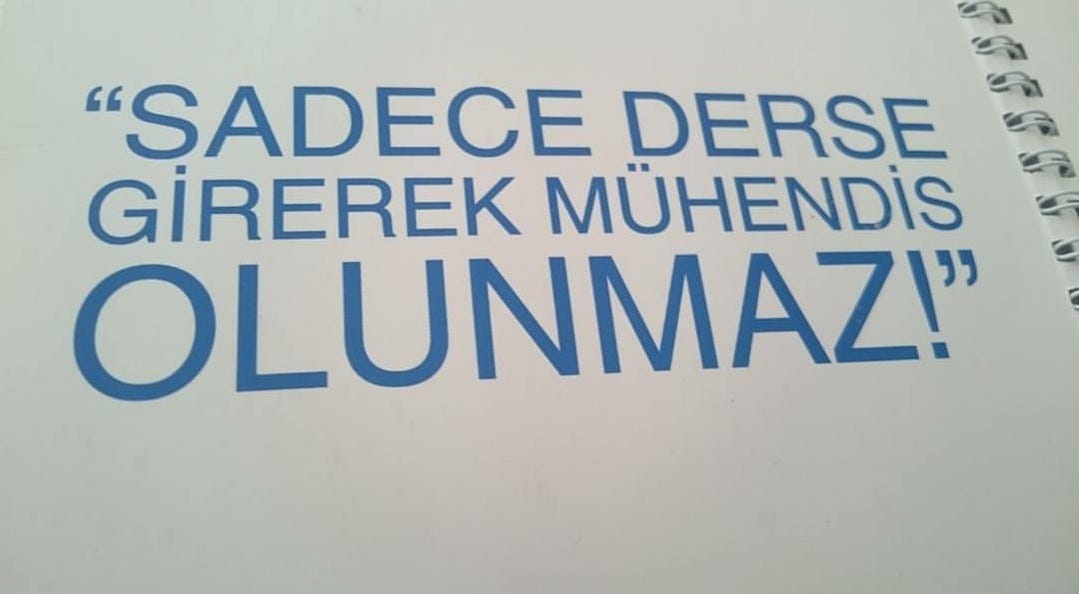 “SADECE DERSE
GİREREK MÜHENDİS
OLUNMAZ!”